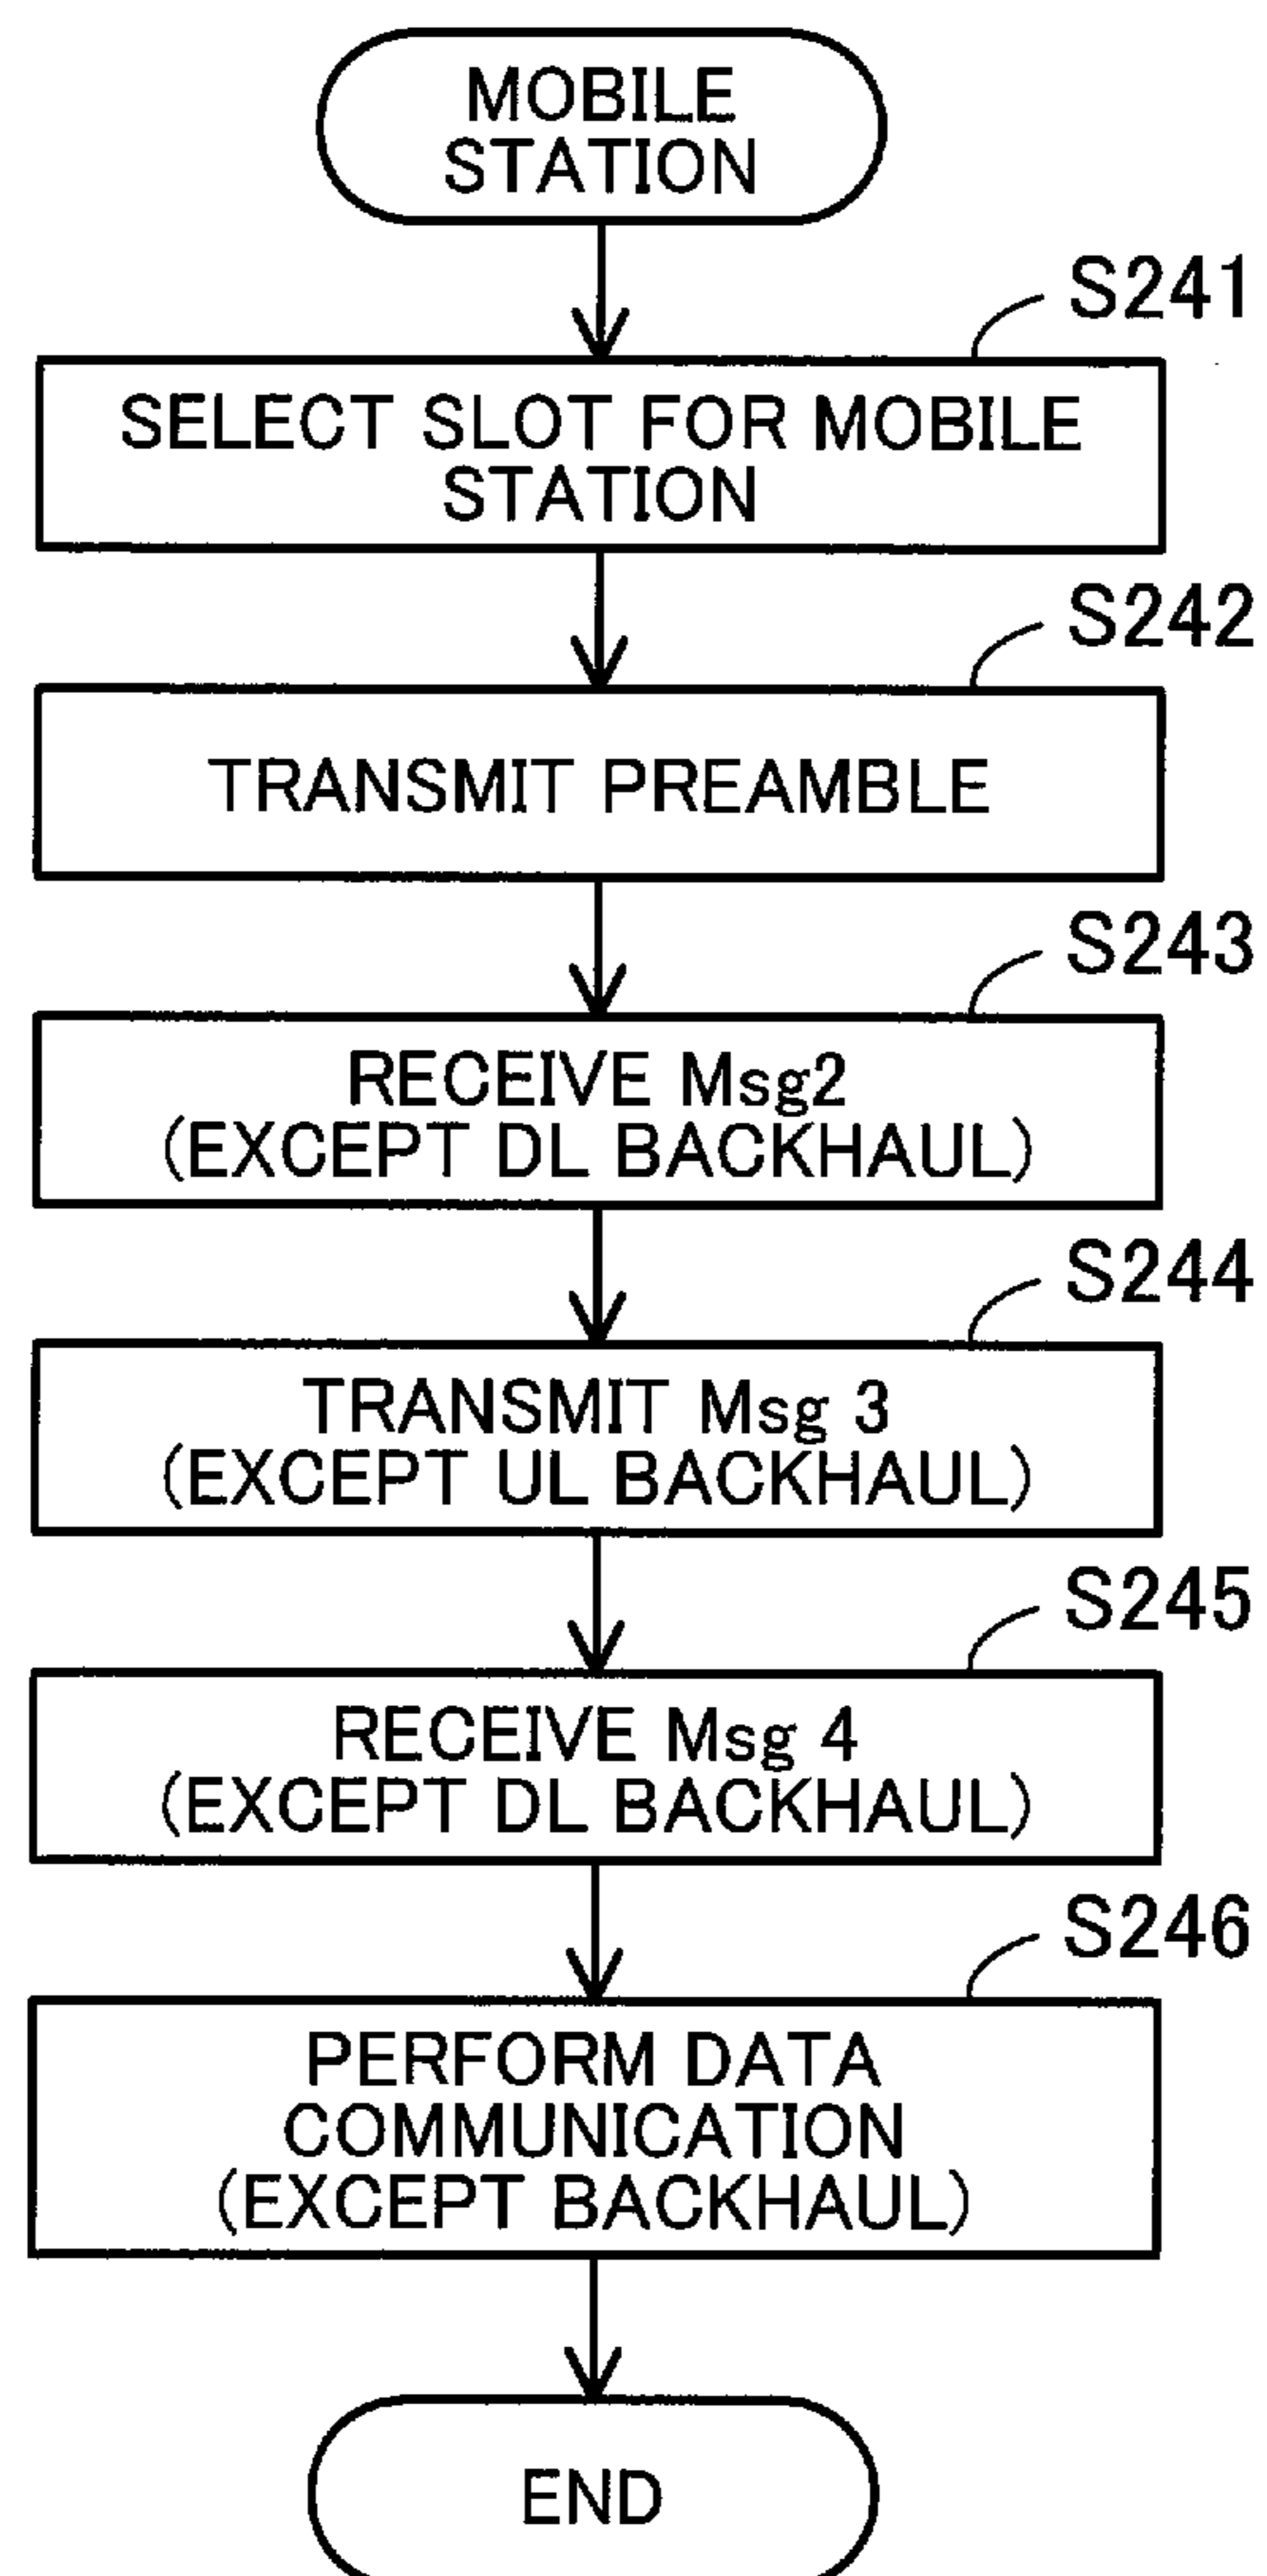 MOBILE
STATION
S241
SELECT SLOT FOR MOBILE
STATION
S242
TRANSMIT PREAMBLE
S243
RECEIVE Msg2
(EXCEPT DL BACKHAUL)
S244
TRANSMIT Msg 3
(EXCEPT UL BACKHAUL)
S245
RECEIVE Msg 4
(EXCEPT DL BACKHAUL)
S246
PERFORM DATA
COMMUNICATION
(EXCEPT BACKHAUL)
END